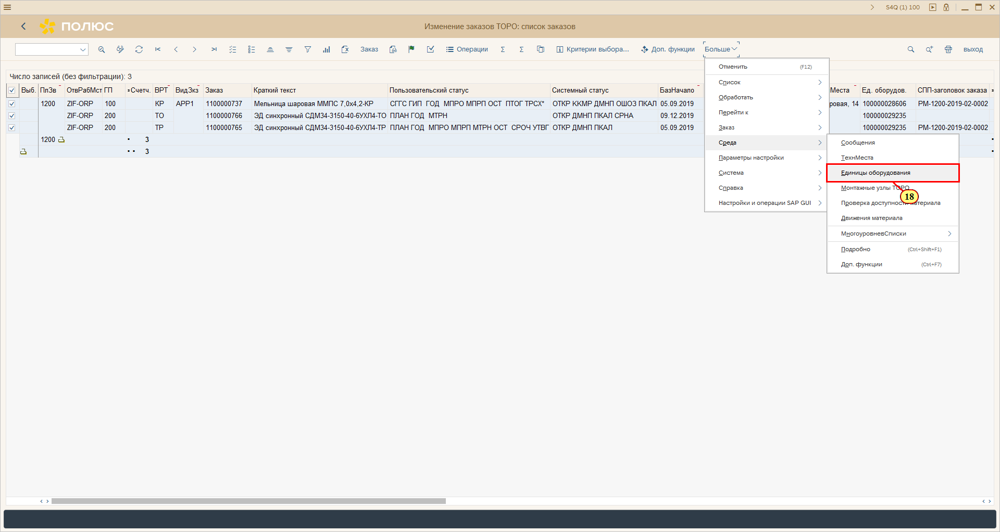 S4Q (1) 100
ПОЛЮС
Изменение заказов ТОРО: список заказов
Заказ
Операции
Критерии выбора...
Доп. функции
Больше
выход
Число записей (без фильтрации): 3
Выб. ПлЗв ОтвРабМст ГП Счетч. ВРТ ВидЗкз Заказ Краткий текст Пользовательский статус Системный статус БазНачало Места Ед. оборудов. СПП-заголовок заказа
1200 ZIF-ORP 100 КР АРР1 1100000737 Мельница шаровая ММПС 7,0х4,2-КР СГГС ГИП ГОД МПРО МПРП ОСТ ПТОГ ТРСХ* ОТКР ККМР ДМНП ОШОЗ ПКАЛ 05.09.2019 ровая, 14 100000028606 PM-1200-2019-02-0002
ZIF-ORP 200 ТО 1100000766 ЭД синхронный СДМ34-3150-40-6УХЛ4-ТО ПЛАН ГОД МТРН ОТКР ДМНП ПКАЛ СРНА 09.12.2019 100000029235
ZIF-ORP 200 ТР 1100000765 ЭД синхронный СДМ34-3150-40-6УХЛ4-ТР ПЛАН ГОД МПРО МПРП МТРН ОСТ СРОЧ УТВГ ОТКР ДМНП ПКАЛ 05.09.2019 100000029235 PM-1200-2019-02-0002
1200 3
3
Отменить (F12)
Список
Обработать
Перейти к
Заказ
Среда
Параметры настройки
Система
Справка
Настройки и операции SAP GUI
Сообщения
ТехнМеста
Единицы оборудования
Монтажные узлы ТОРО
18
Проверка доступности материала
Движения материала
МногоуровневСписки
Подробно (Ctrl+Shift+F1)
Доп. функции (Ctrl+F7)